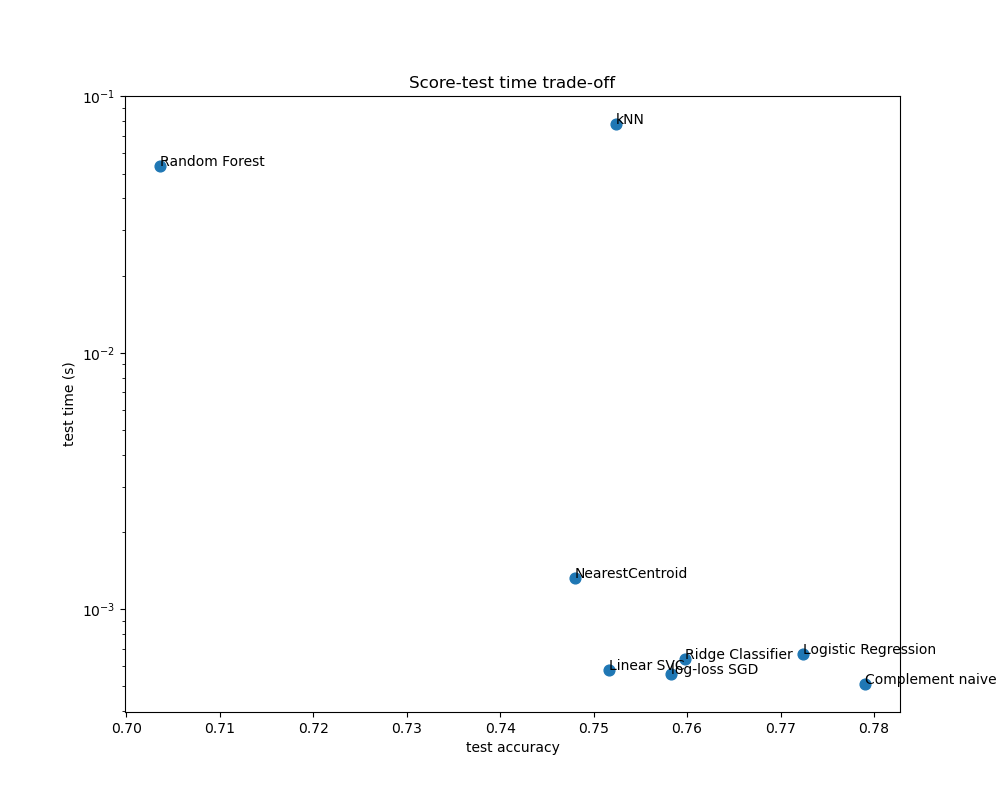 Score-test time trade-off
10⁻¹
kNN
Random Forest
10⁻²
test time (s)
NearestCentroid
10⁻³
Logistic Regression
Ridge Classifier
Linear SVC
log-loss SGD
Complement naive
0.70 0.71 0.72 0.73 0.74 0.75 0.76 0.77 0.78
test accuracy